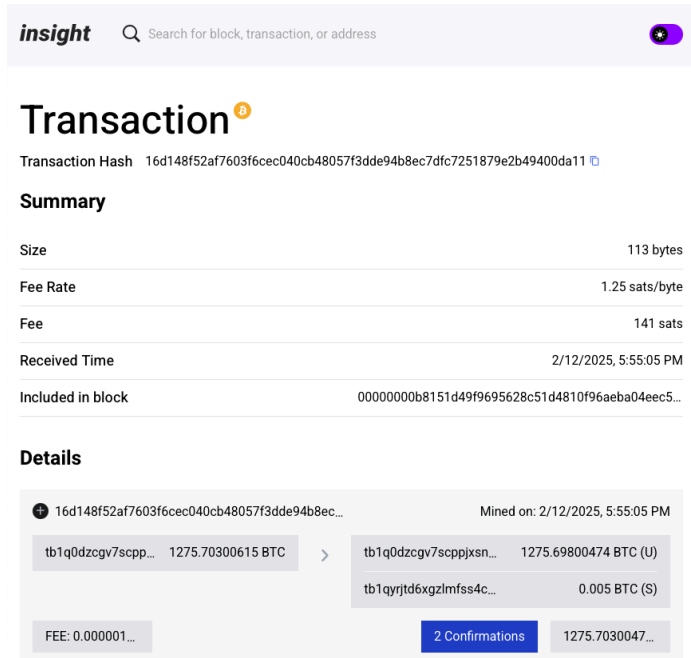 insight Search for block, transaction, or address
Transaction
Transaction Hash 16d148f52af7603f6cec040cb48057f3dde94b8ec7dfc7251879e2b49400da11
Summary
Size 113 bytes
Fee Rate 1.25 sats/byte
Fee 141 sats
Received Time 2/12/2025, 5:55:05 PM
Included in block 00000000b8151d49f9695628c51d4810f96aeba04eec5...
Details
16d148f52af7603f6cec040cb48057f3dde94b8ec... Mined on: 2/12/2025, 5:55:05 PM
tb1q0dzcgv7scpp... 1275.70300615 BTC tb1q0dzcgv7scppjxsn... 1275.69800474 BTC (U)
tb1qyrjtd6xgzlmfss4c... 0.005 BTC (S)
FEE: 0.000001... 2 Confirmations 1275.7030047...